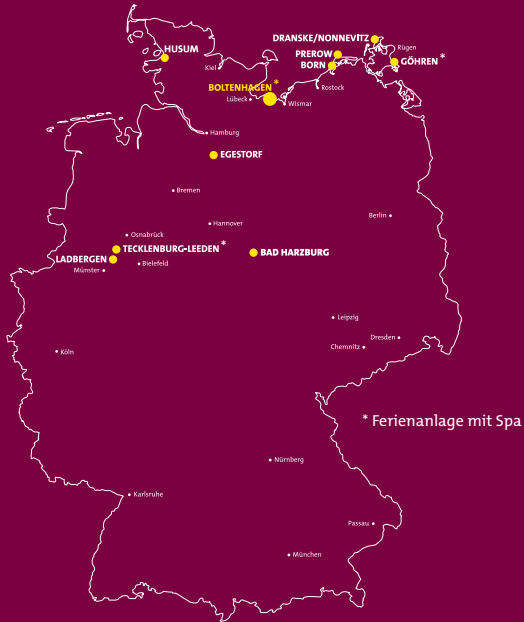 DRANSKE/NONNEVITZ
HUSUM
Rügen
PREROW
Kiel
BORN
GÖHREN *
BOLTENHAGEN *
Rostock
Lübeck
Wismar
Hamburg
EGESTORF
Bremen
Berlin
Hannover
Osnabrück
TECKLENBURG-LEEDEN *
BAD HARZBURG
LADBERGEN
Bielefeld
Münster
Leipzig
Dresden
Chemnitz
Köln
* Ferienanlage mit Spa
Nürnberg
Karlsruhe
Passau
München